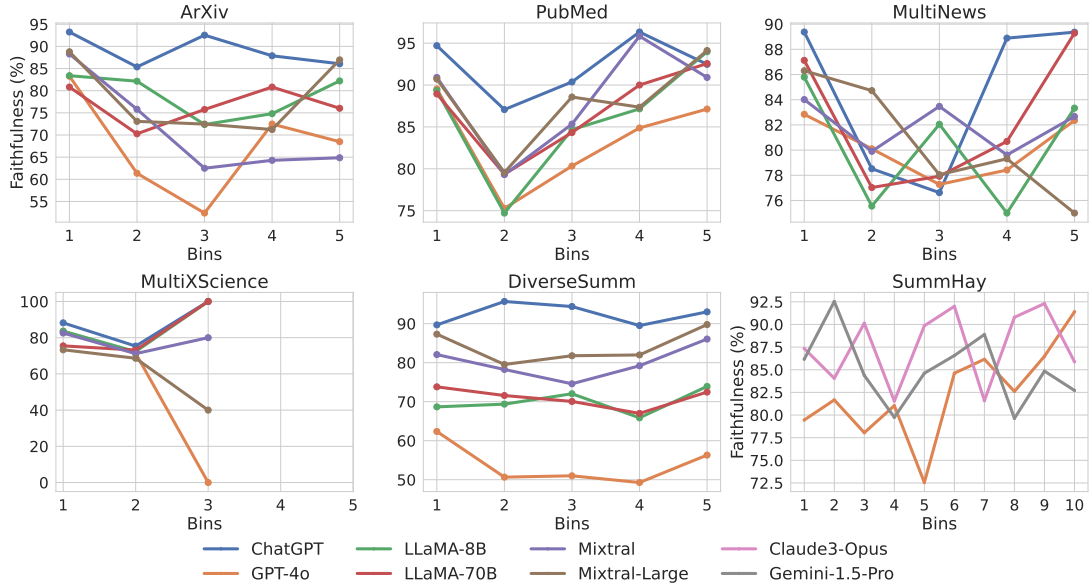 ArXiv
Faithfulness (%)
95
90
85
80
75
70
65
60
55
1 2 3 4 5
Bins
PubMed
95
90
85
80
75
1 2 3 4 5
Bins
MultiNews
90
88
86
84
82
80
78
76
1 2 3 4 5
Bins
MultiXScience
100
80
60
40
20
0
1 2 3 4 5
Bins
DiverseSumm
90
80
70
60
50
1 2 3 4 5
Bins
SummHay
Faithfulness (%)
92.5
90.0
87.5
85.0
82.5
80.0
77.5
75.0
72.5
1 2 3 4 5 6 7 8 9 10
Bins
ChatGPT LLaMA-8B Mixtral Claude3-Opus
GPT-4o LLaMA-70B Mixtral-Large Gemini-1.5-Pro